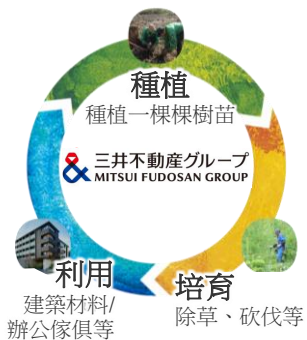 種植
種植一棵棵樹苗
三井不動産グループ
MITSUI FUDOSAN GROUP
利用
建築材料/
辦公傢俱等
培育
除草、砍伐等